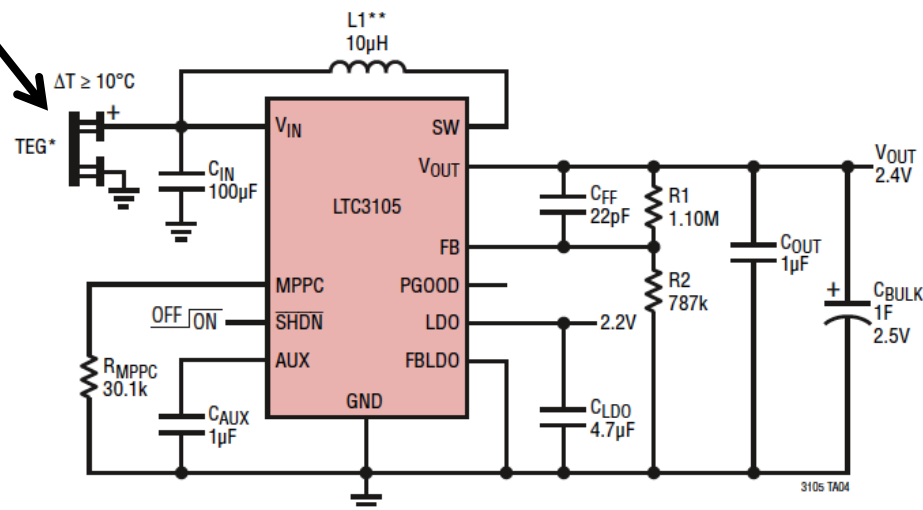 L1**
10µH
ΔT ≥ 10°C
+
TEG*
VIN
SW
CIN
100µF
VOUT
VOUT
2.4V
LTC3105
CFF
22pF
R1
1.10M
FB
COUT
1µF
MPPC
PGOOD
R2
787k
+
CBULK
1F
2.5V
OFF ON
SHDN
LDO
2.2V
RMPPC
30.1k
AUX
FBLDO
GND
CAUX
1µF
CLDO
4.7µF
3105 TA04